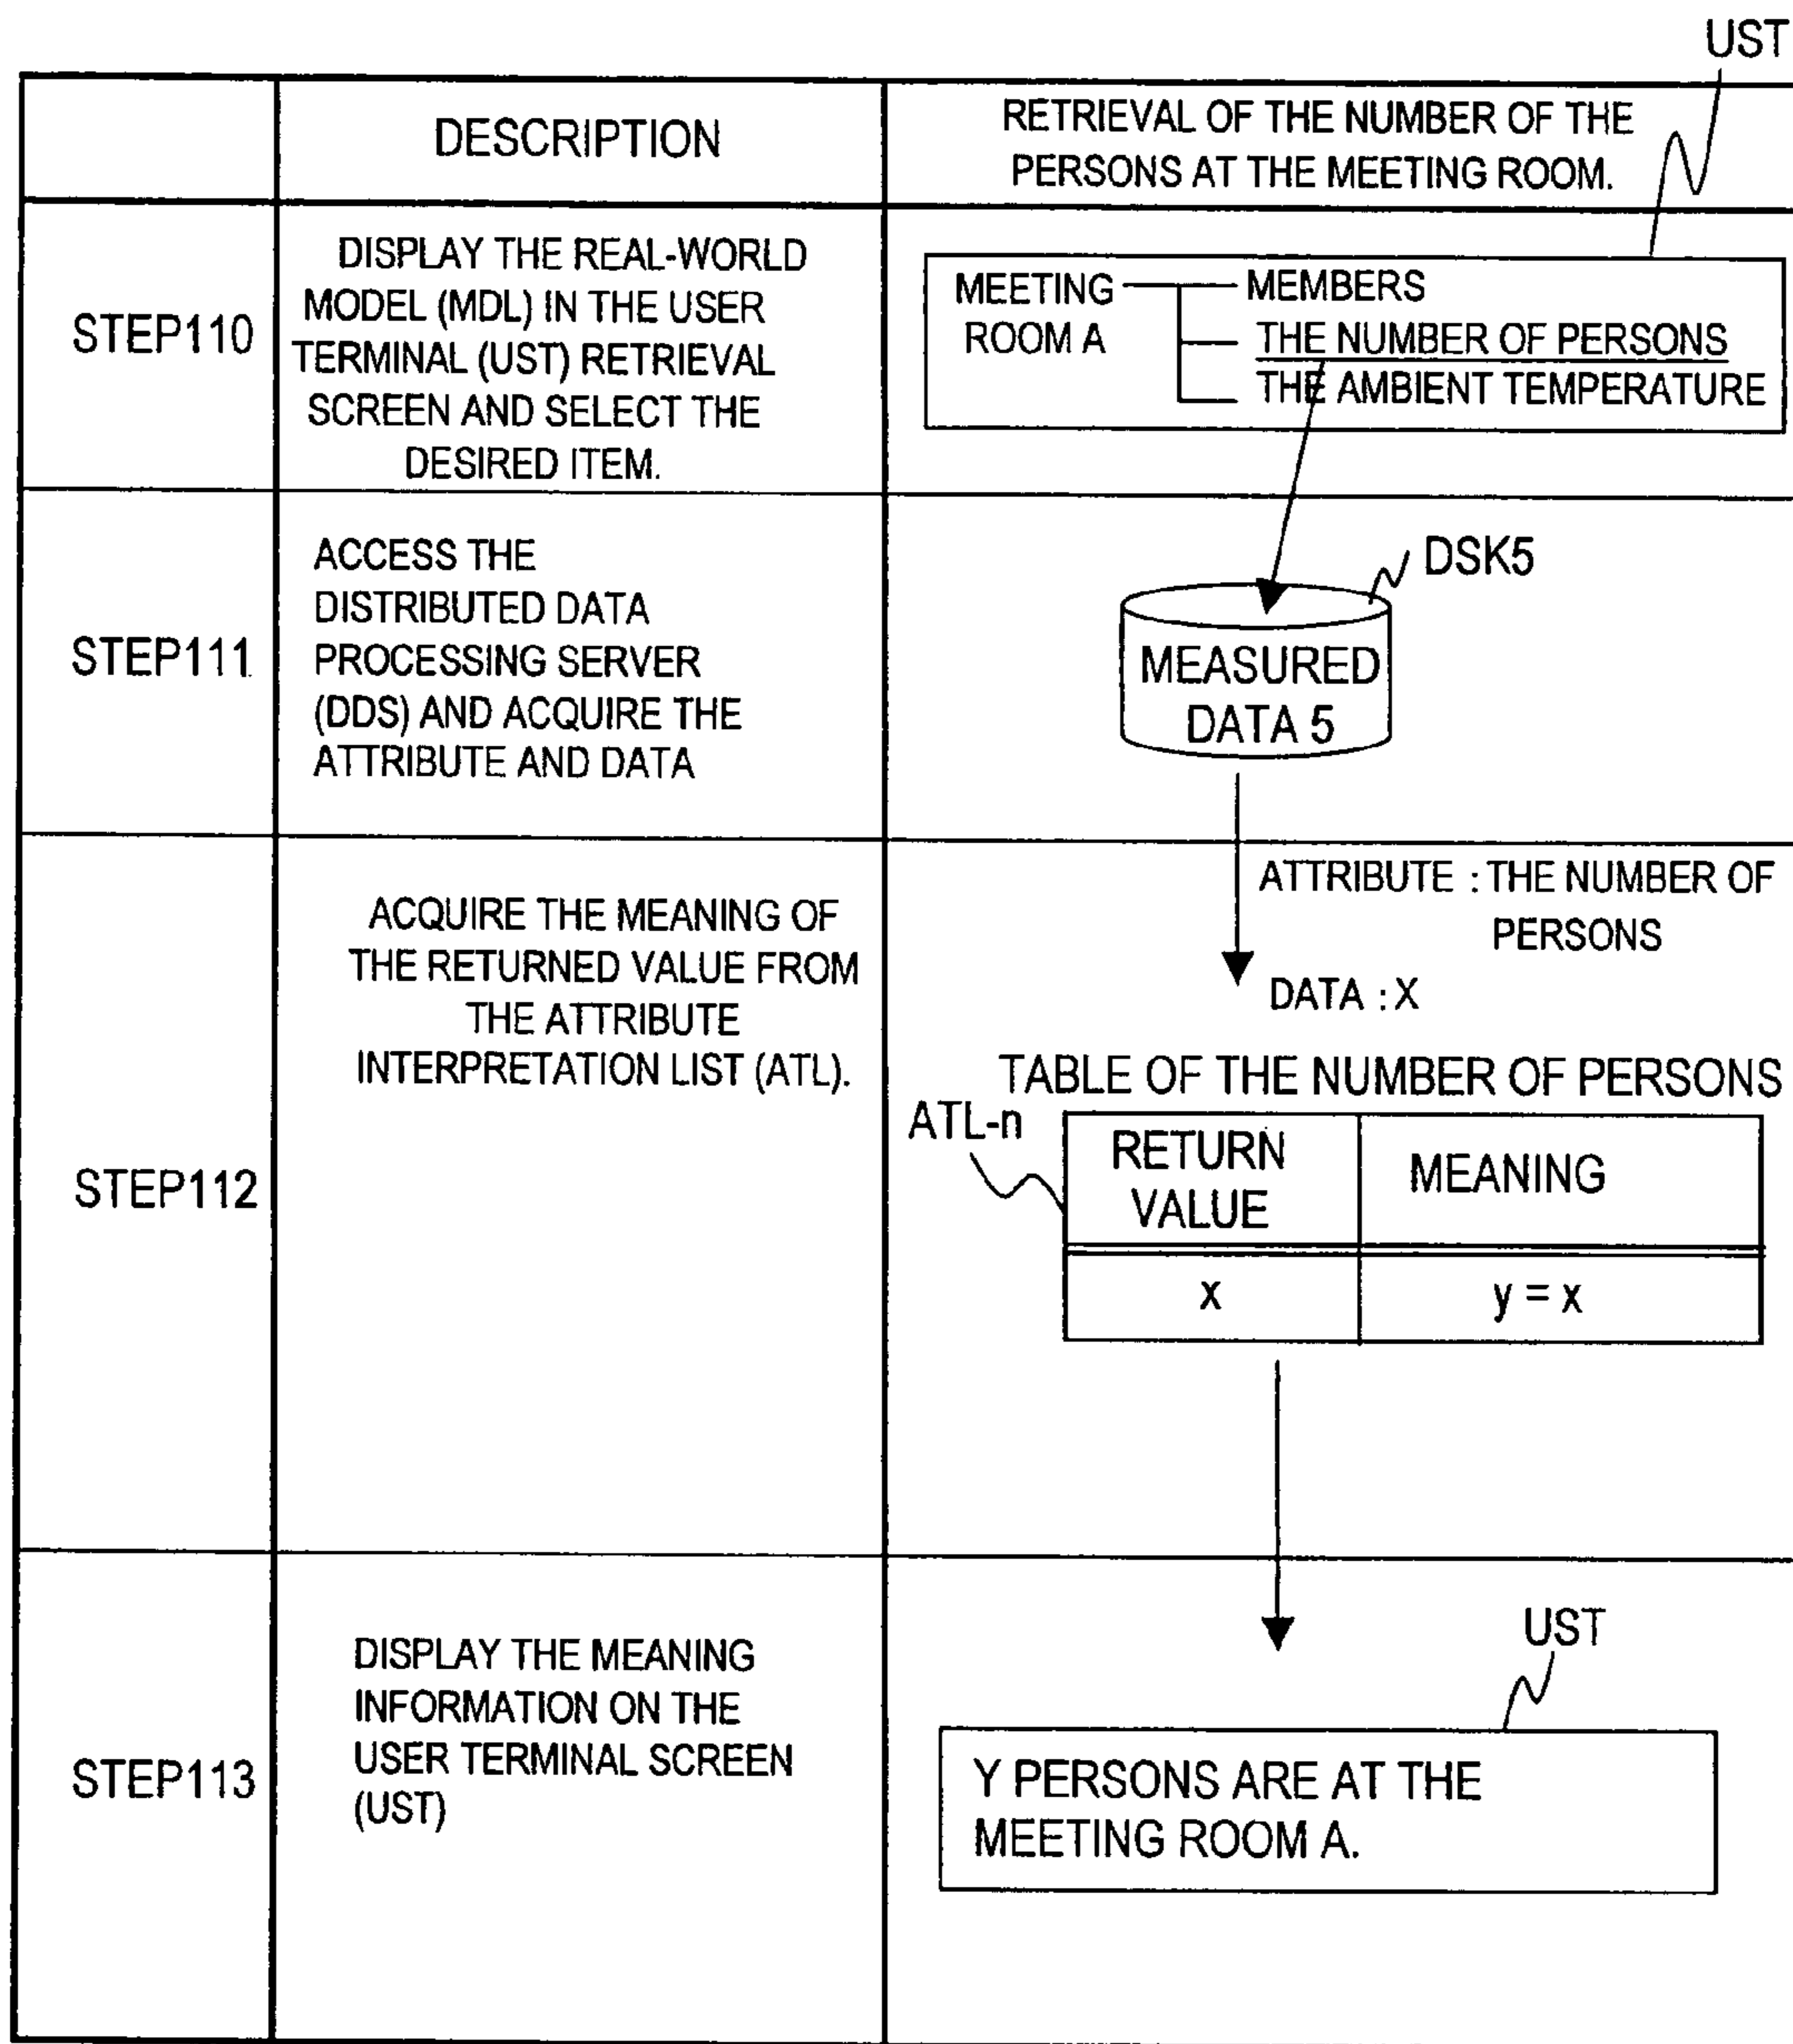 UST
DESCRIPTION
RETRIEVAL OF THE NUMBER OF THE
PERSONS AT THE MEETING ROOM.
STEP110
DISPLAY THE REAL-WORLD
MODEL (MDL) IN THE USER
TERMINAL (UST) RETRIEVAL
SCREEN AND SELECT THE
DESIRED ITEM.
MEETING
ROOM A
MEMBERS
THE NUMBER OF PERSONS
THE AMBIENT TEMPERATURE
STEP111
ACCESS THE
DISTRIBUTED DATA
PROCESSING SERVER
(DDS) AND ACQUIRE THE
ATTRIBUTE AND DATA
DSK5
MEASURED
DATA 5
STEP112
ACQUIRE THE MEANING OF
THE RETURNED VALUE FROM
THE ATTRIBUTE
INTERPRETATION LIST (ATL).
ATTRIBUTE : THE NUMBER OF
PERSONS
DATA : X
TABLE OF THE NUMBER OF PERSONS
ATL-n
RETURN
VALUE
MEANING
x
y = x
STEP113
DISPLAY THE MEANING
INFORMATION ON THE
USER TERMINAL SCREEN
(UST)
UST
Y PERSONS ARE AT THE
MEETING ROOM A.